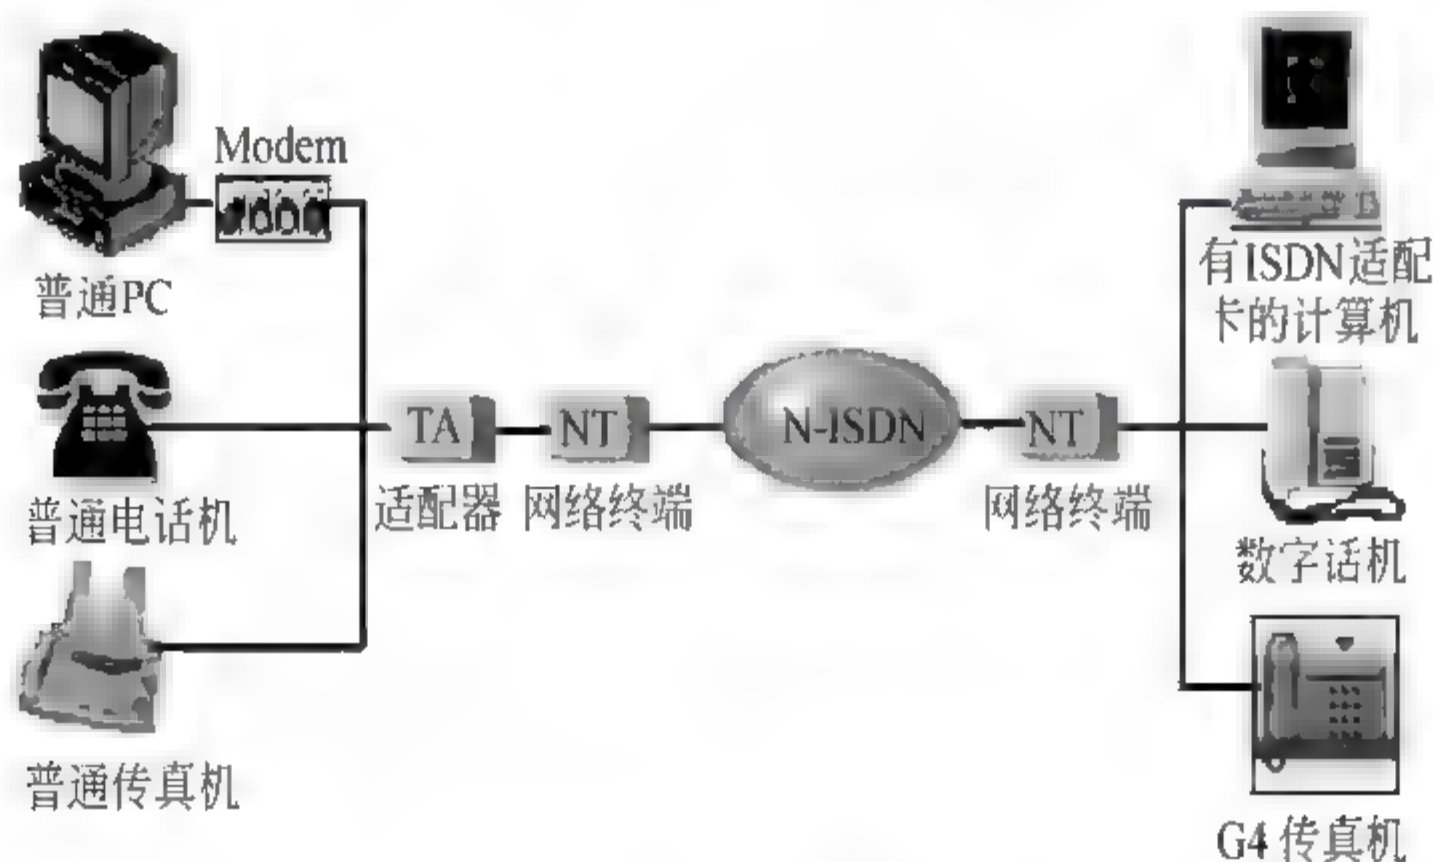 Modem
普通PC
普通电话机
普通传真机
TA
适配器
NT
网络终端
N-ISDN
NT
网络终端
有ISDN适配
卡的计算机
数字话机
G4 传真机